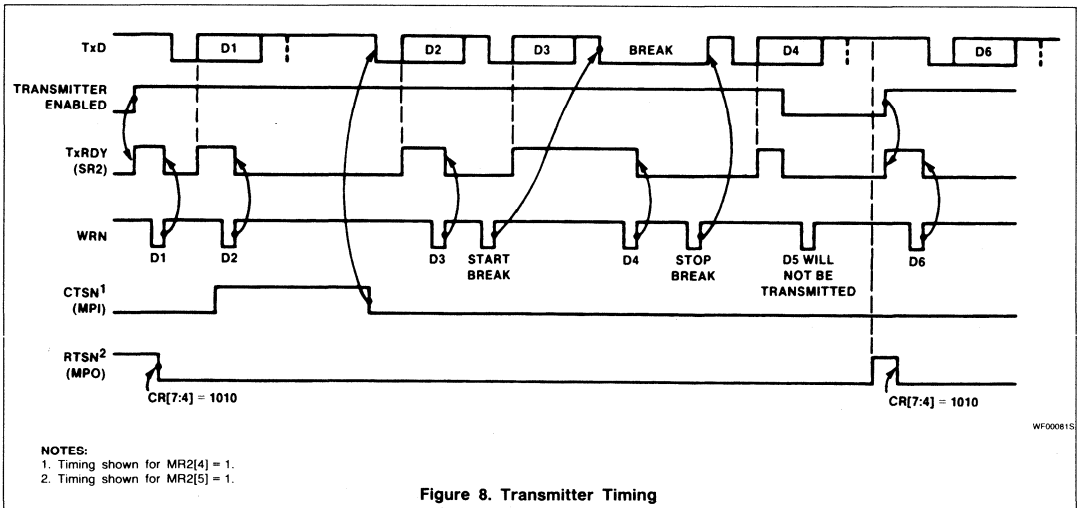 TxD D1 D2 D3 BREAK D4 D6
TRANSMITTER
ENABLED
TxRDY
(SR2)
WRN
D1 D2 D3 START
BREAK D4 STOP
BREAK D5 WILL
NOT BE
TRANSMITTED D6
CTSN1
(MPI)
RTSN2
(MPO)
CR[7:4] = 1010 CR[7:4] = 1010
WF00081S
NOTES:
1. Timing shown for MR2[4] = 1.
2. Timing shown for MR2[5] = 1.
Figure 8. Transmitter Timing